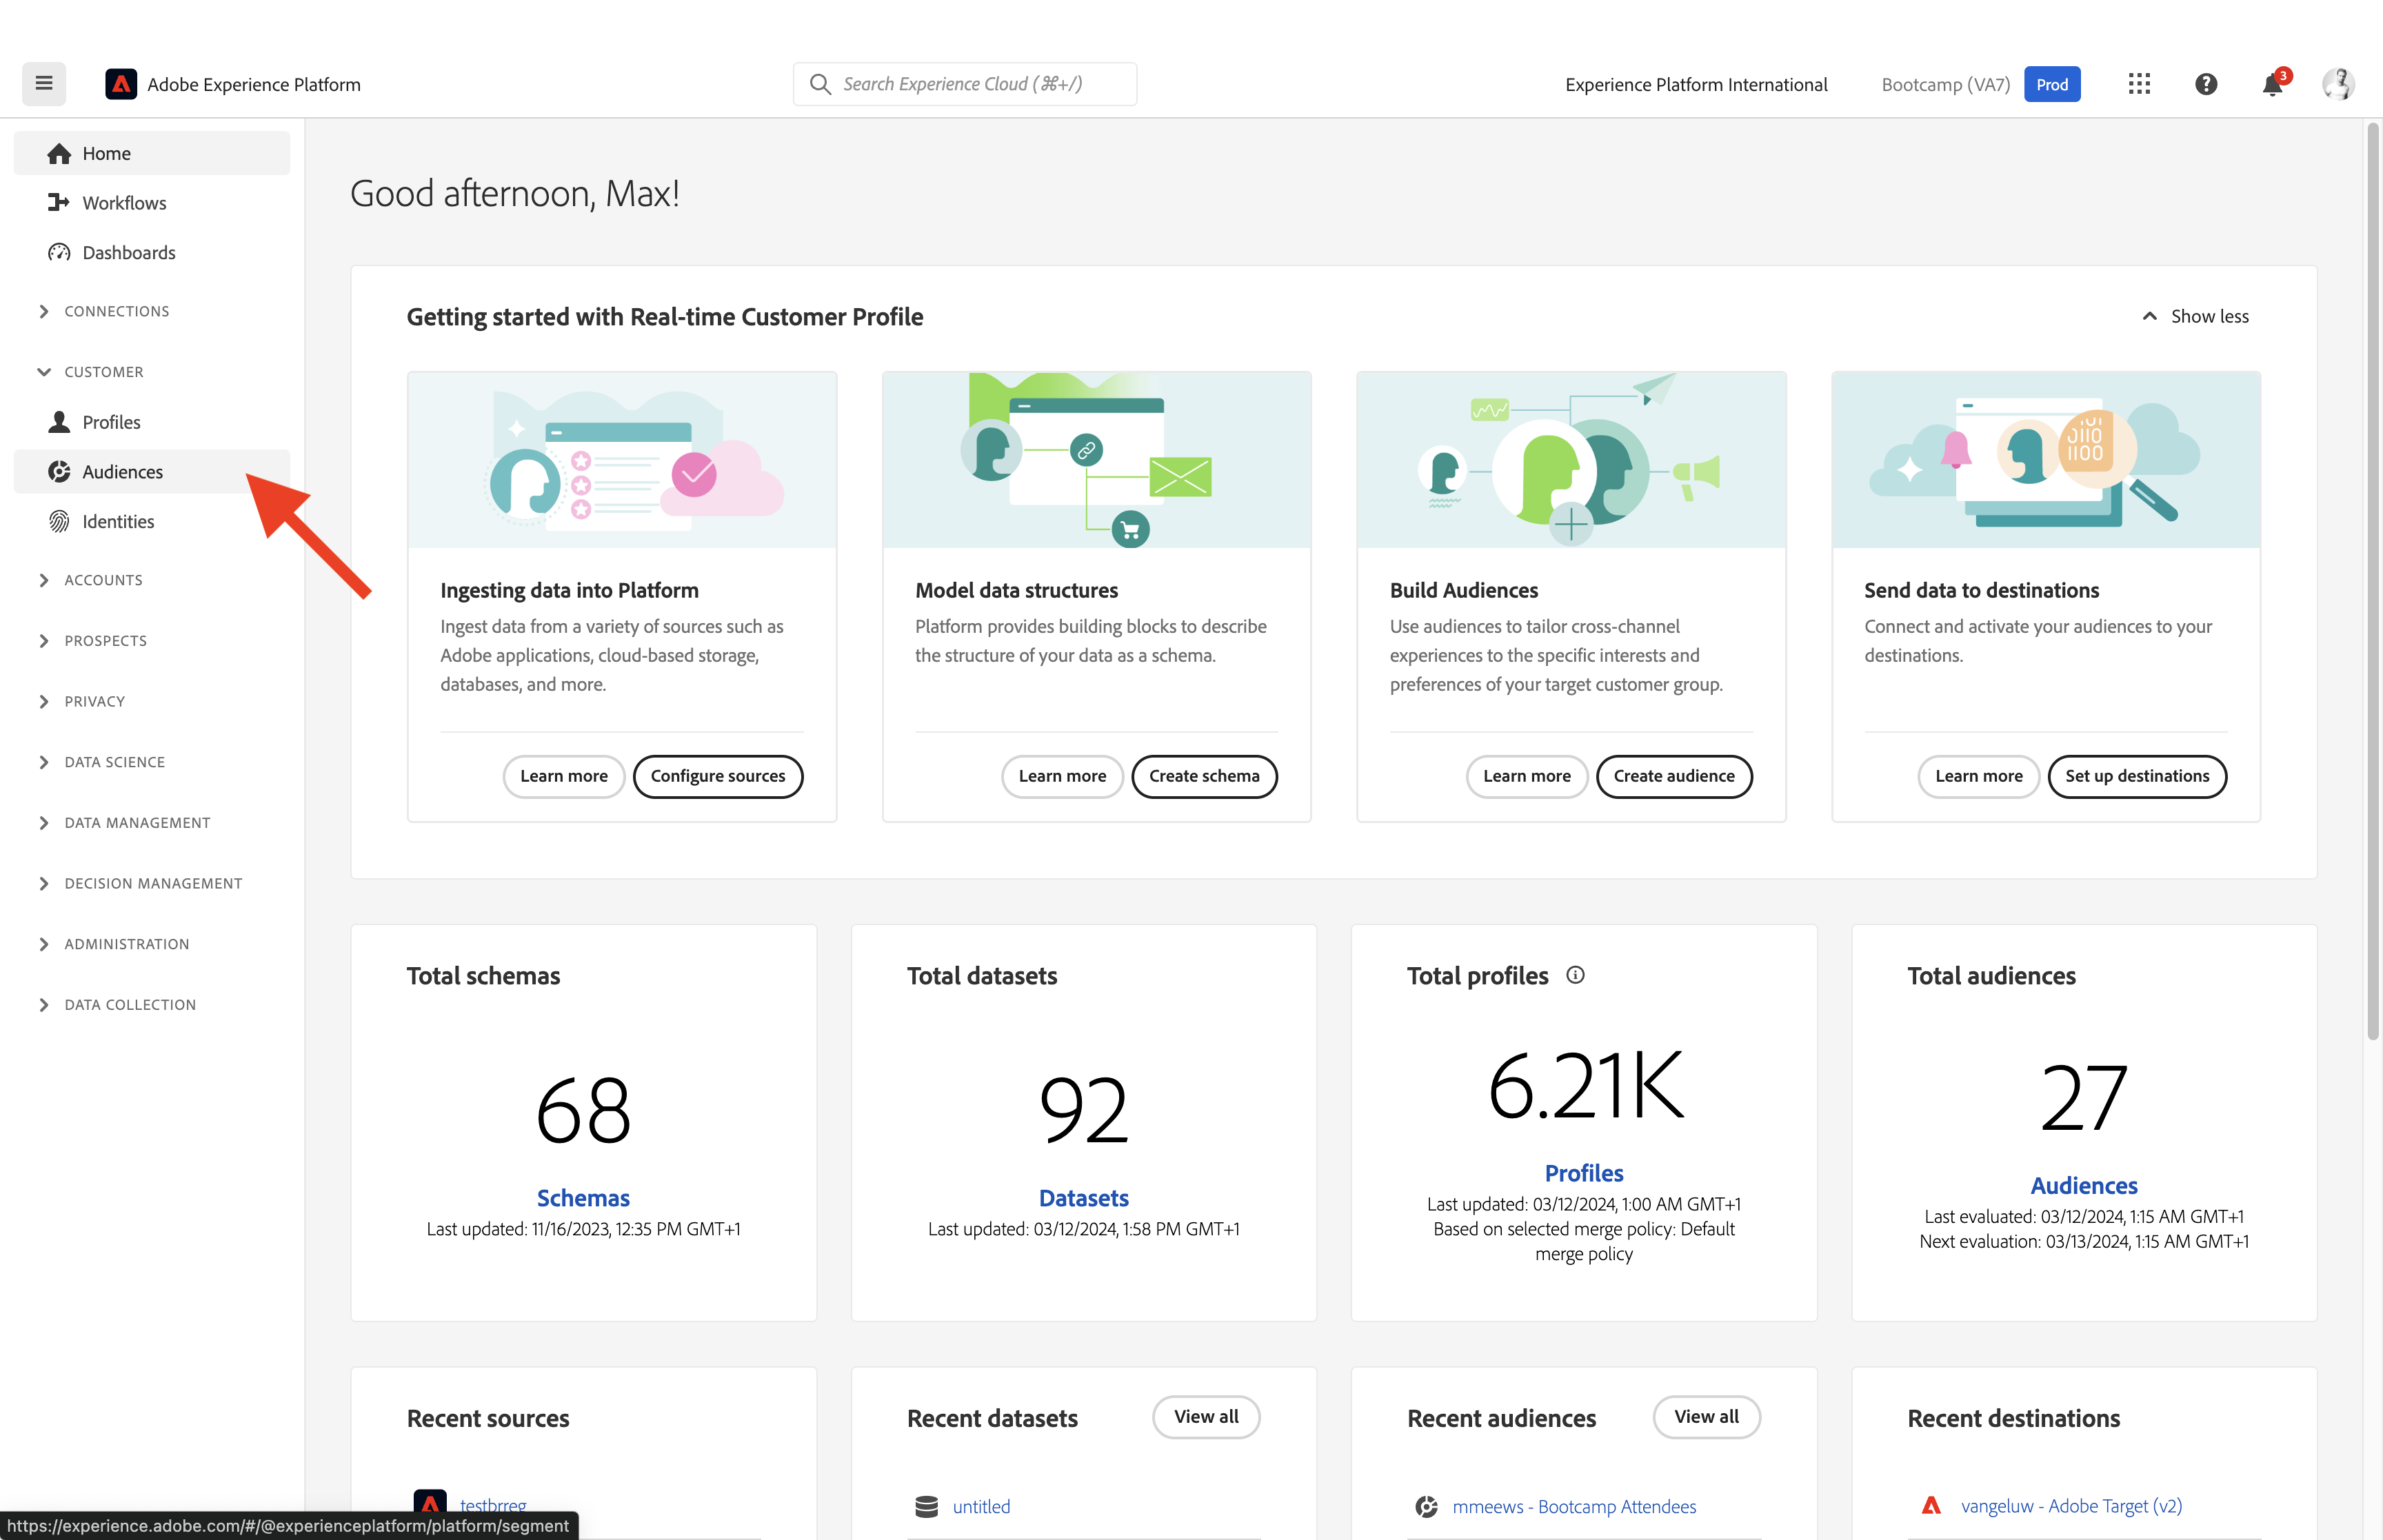 Adobe Experience Platform
Search Experience Cloud (⌘+/)
Experience Platform International
Bootcamp (VA7)
Prod
3
Home
Workflows
Dashboards
CONNECTIONS
CUSTOMER
Profiles
Audiences
Identities
ACCOUNTS
PROSPECTS
PRIVACY
DATA SCIENCE
DATA MANAGEMENT
DECISION MANAGEMENT
ADMINISTRATION
DATA COLLECTION
Good afternoon, Max!
Getting started with Real-time Customer Profile
Show less
Ingesting data into Platform
Ingest data from a variety of sources such as
Adobe applications, cloud-based storage,
databases, and more.
Learn more
Configure sources
Model data structures
Platform provides building blocks to describe
the structure of your data as a schema.
Learn more
Create schema
Build Audiences
Use audiences to tailor cross-channel
experiences to the specific interests and
preferences of your target customer group.
Learn more
Create audience
Send data to destinations
Connect and activate your audiences to your
destinations.
Learn more
Set up destinations
Total schemas
68
Schemas
Last updated: 11/16/2023, 12:35 PM GMT+1
Total datasets
92
Datasets
Last updated: 03/12/2024, 1:58 PM GMT+1
Total profiles
6.21K
Profiles
Last updated: 03/12/2024, 1:00 AM GMT+1
Based on selected merge policy: Default
merge policy
Total audiences
27
Audiences
Last evaluated: 03/12/2024, 1:15 AM GMT+1
Next evaluation: 03/13/2024, 1:15 AM GMT+1
Recent sources
testbrreg
Recent datasets
View all
untitled
Recent audiences
View all
mmeews - Bootcamp Attendees
Recent destinations
vangeluw - Adobe Target (v2)
https://experience.adobe.com/#/@experienceplatform/platform/segment